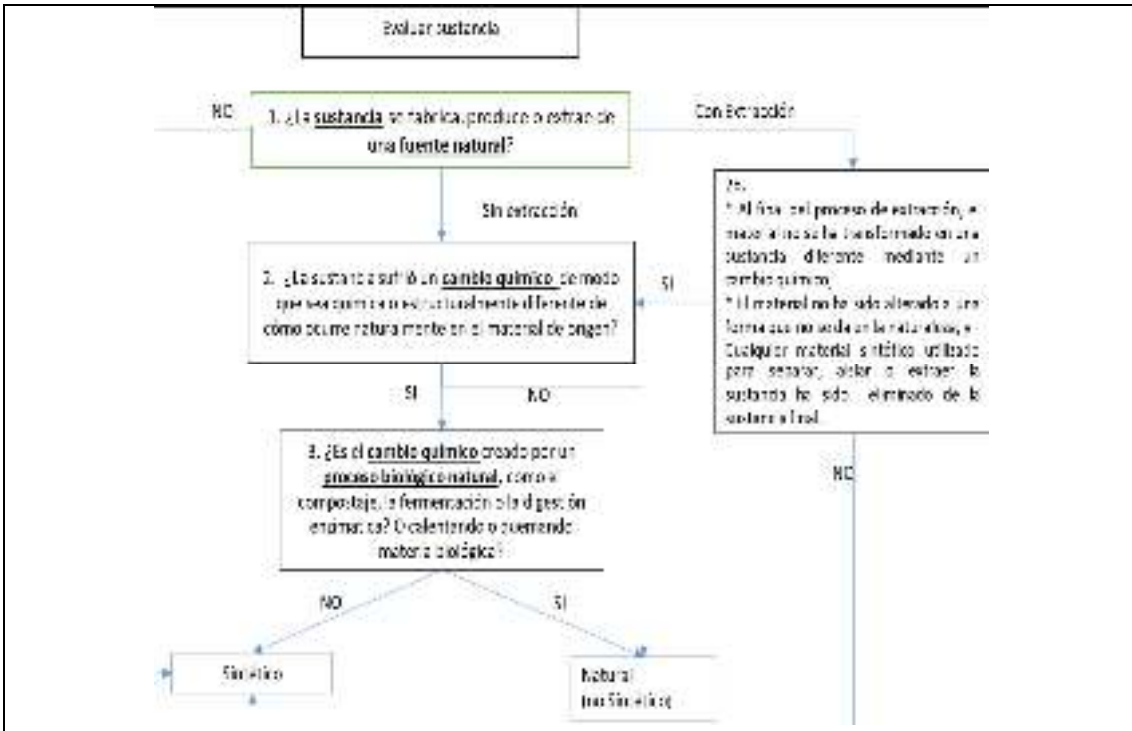 Evaluar sustancia
NO
1. ¿La sustancia se fabrica, produce o extrae de
una fuente natural?
Con Extracción
Sin extracción
* Al final del proceso de extracción, el
material no se ha transformado en una
sustancia diferente mediante un
cambio químico,
* El material no ha sido alterado a una
forma que no se da en la naturaleza, y
Cualquier material sintético utilizado
para separar, aislar o extraer la
sustancia ha sido eliminado de la
sustancia final.
SI
2. ¿La sustancia sufrió un cambio químico de modo
que sea química o estructuralmente diferente de
cómo ocurre naturalmente en el material de origen?
SI
NO
3. ¿Es el cambio químico creado por un
proceso biológico natural, como el
compostaje, la fermentación o la digestión
enzimática? O calentando o quemando
materia biológica?
NO
NO
SI
Sintético
Natural
(no Sintético)